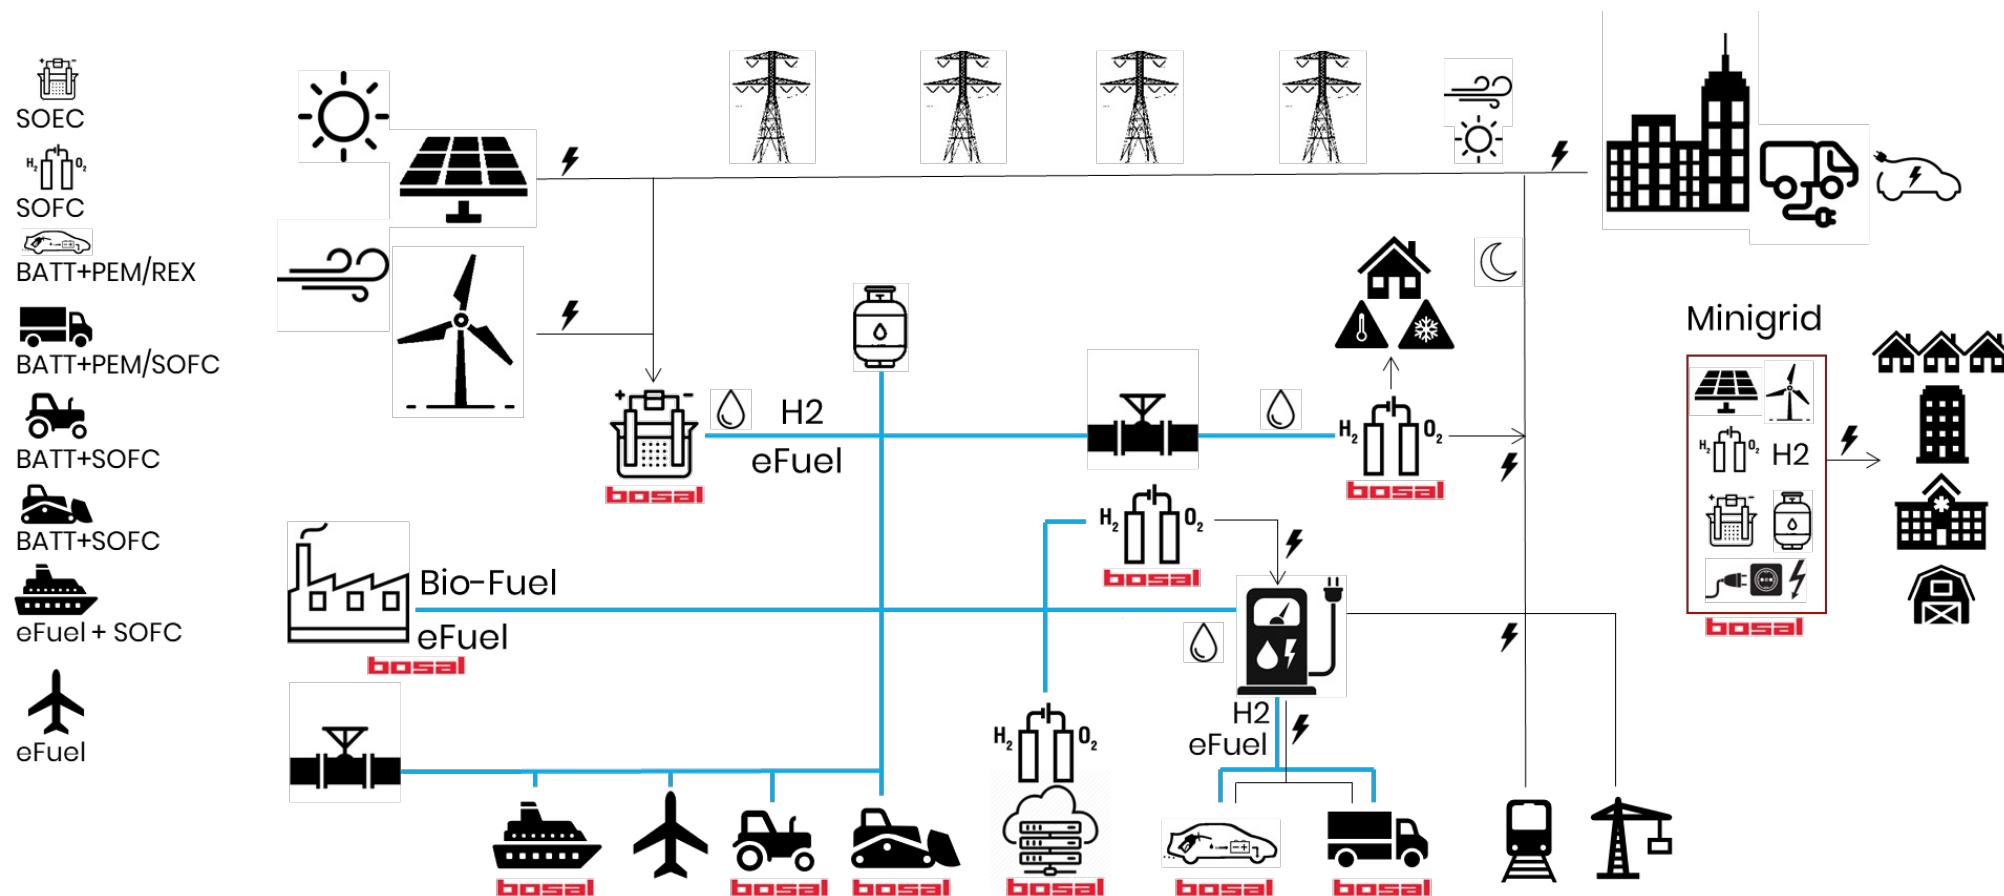 SOEC
H2 O2
SOFC
BATT+PEM/REX
BATT+PEM/SOFC
BATT+SOFC
BATT+SOFC
eFuel + SOFC
eFuel
+ -
H2
eFuel
bosal
H2 O2
bosal
H2 O2
bosal
Bio-Fuel
eFuel
bosal
H2
eFuel
H2 O2
bosal
bosal
bosal
bosal
bosal
bosal
Minigrid
H2 O2
H2
+ -
bosal